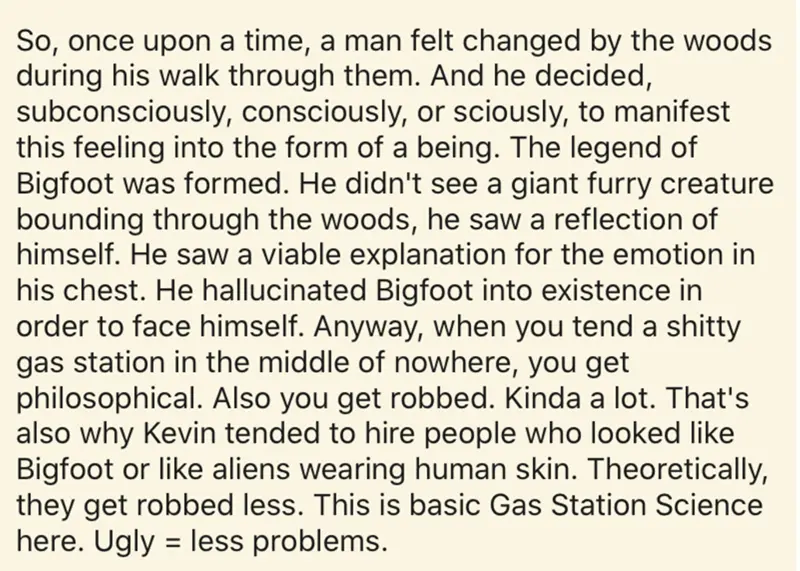 So, once upon a time, a man felt changed by the woods
during his walk through them. And he decided,
subconsciously, consciously, or sciously, to manifest
this feeling into the form of a being. The legend of
Bigfoot was formed. He didn't see a giant furry creature
bounding through the woods, he saw a reflection of
himself. He saw a viable explanation for the emotion in
his chest. He hallucinated Bigfoot into existence in
order to face himself. Anyway, when you tend a shitty
gas station in the middle of nowhere, you get
philosophical. Also you get robbed. Kinda a lot. That's
also why Kevin tended to hire people who looked like
Bigfoot or like aliens wearing human skin. Theoretically,
they get robbed less. This is basic Gas Station Science
here. Ugly = less problems.